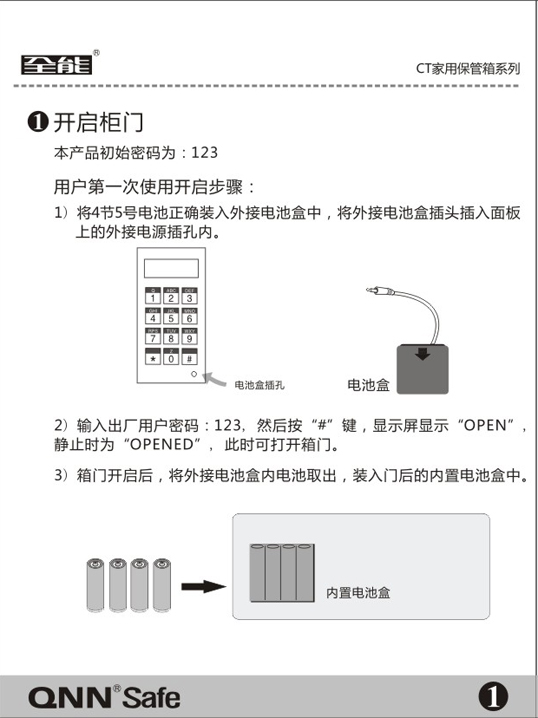 全能®
CT家用保管箱系列
1 开启柜门
本产品初始密码为：123
用户第一次使用开启步骤：
1）将4节5号电池正确装入外接电池盒中，将外接电池盒插头插入面板
上的外接电源插孔内。
Q ABC DEF
1 2 3
GHI JKL MNO
4 5 6
RPS TUV WXY
7 8 9
Z
* 0 #
电池盒插孔
电池盒
2）输入出厂用户密码：123，然后按“#”键，显示屏显示“OPEN”，
静止时为“OPENED”，此时可打开箱门。
3）箱门开启后，将外接电池盒内电池取出，装入门后的内置电池盒中。
内置电池盒
QNN® Safe
1